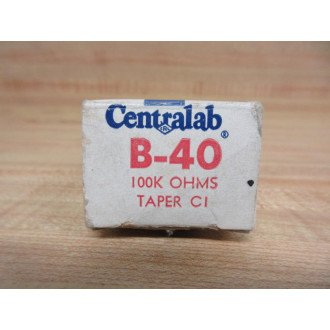 Centralab®
B-40
100K OHMS
TAPER C1